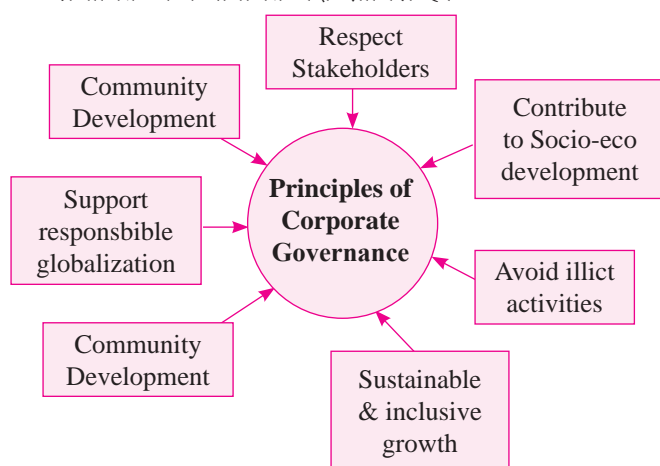 Respect
Stakeholders
Community
Development
Contribute
to Socio-eco
development
Principles of
Corporate
Governance
Support
responsbible
globalization
Avoid illict
activities
Community
Development
Sustainable
& inclusive
growth